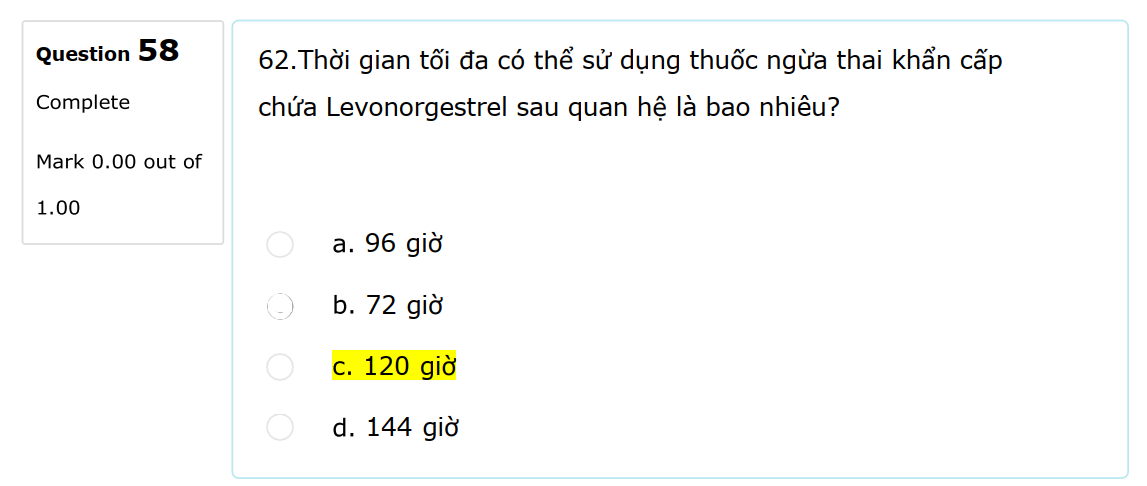 Question 58
Complete
Mark 0.00 out of
1.00
62.Thời gian tối đa có thể sử dụng thuốc ngừa thai khẩn cấp
chứa Levonorgestrel sau quan hệ là bao nhiêu?
a. 96 giờ
b. 72 giờ
c. 120 giờ
d. 144 giờ